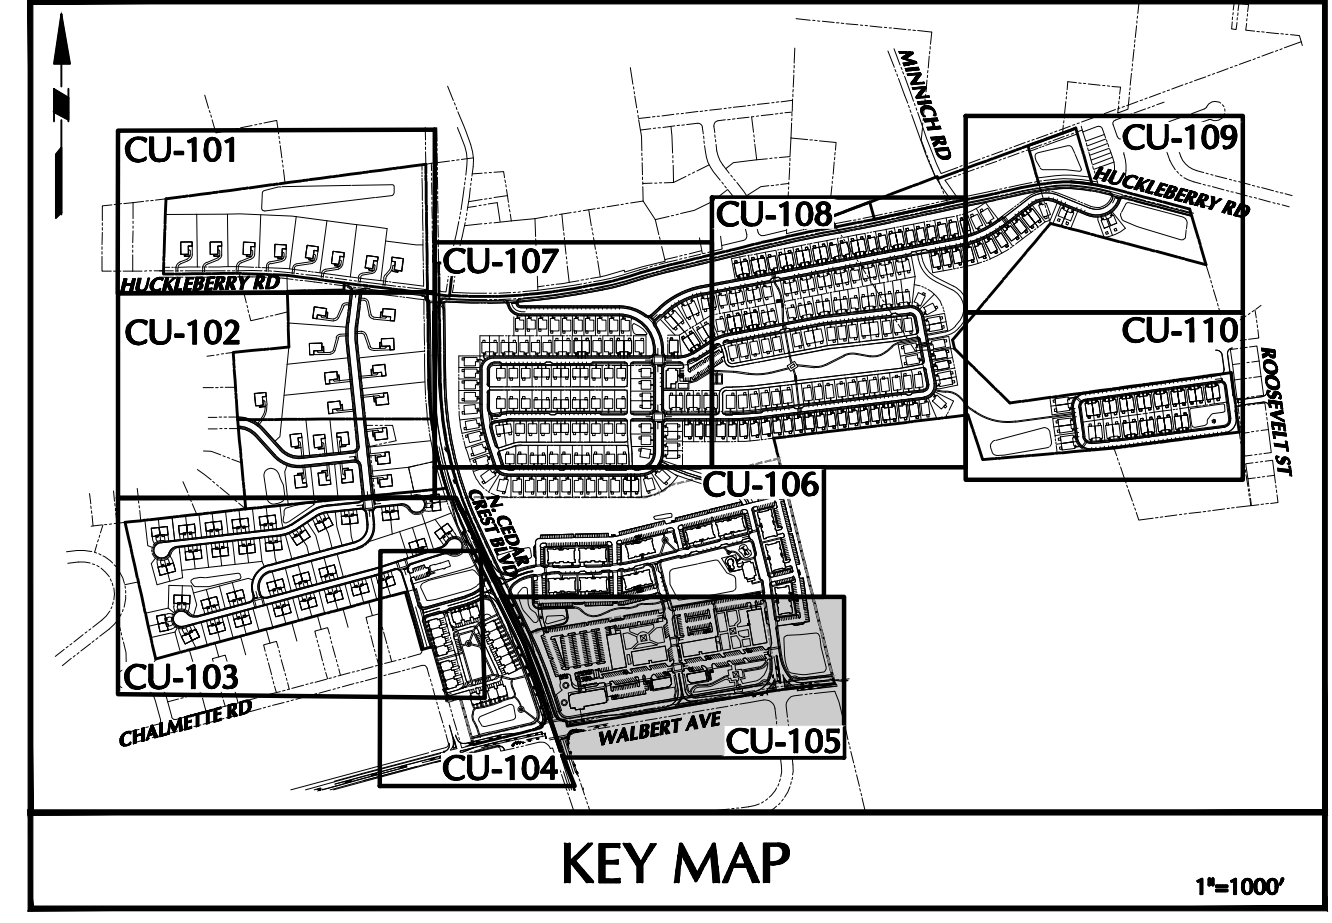 MINNICH RD
CU-109
CU-101
HUCKLEBERRY RD
CU-108
CU-107
HUCKLEBERRY RD
CU-102
CU-110
ROOSEVELT ST
CU-106
N. CEDAR
CREST BLVD
CU-103
CHALMETTE RD
WALBERT AVE
CU-105
CU-104
KEY MAP
1"=1000'